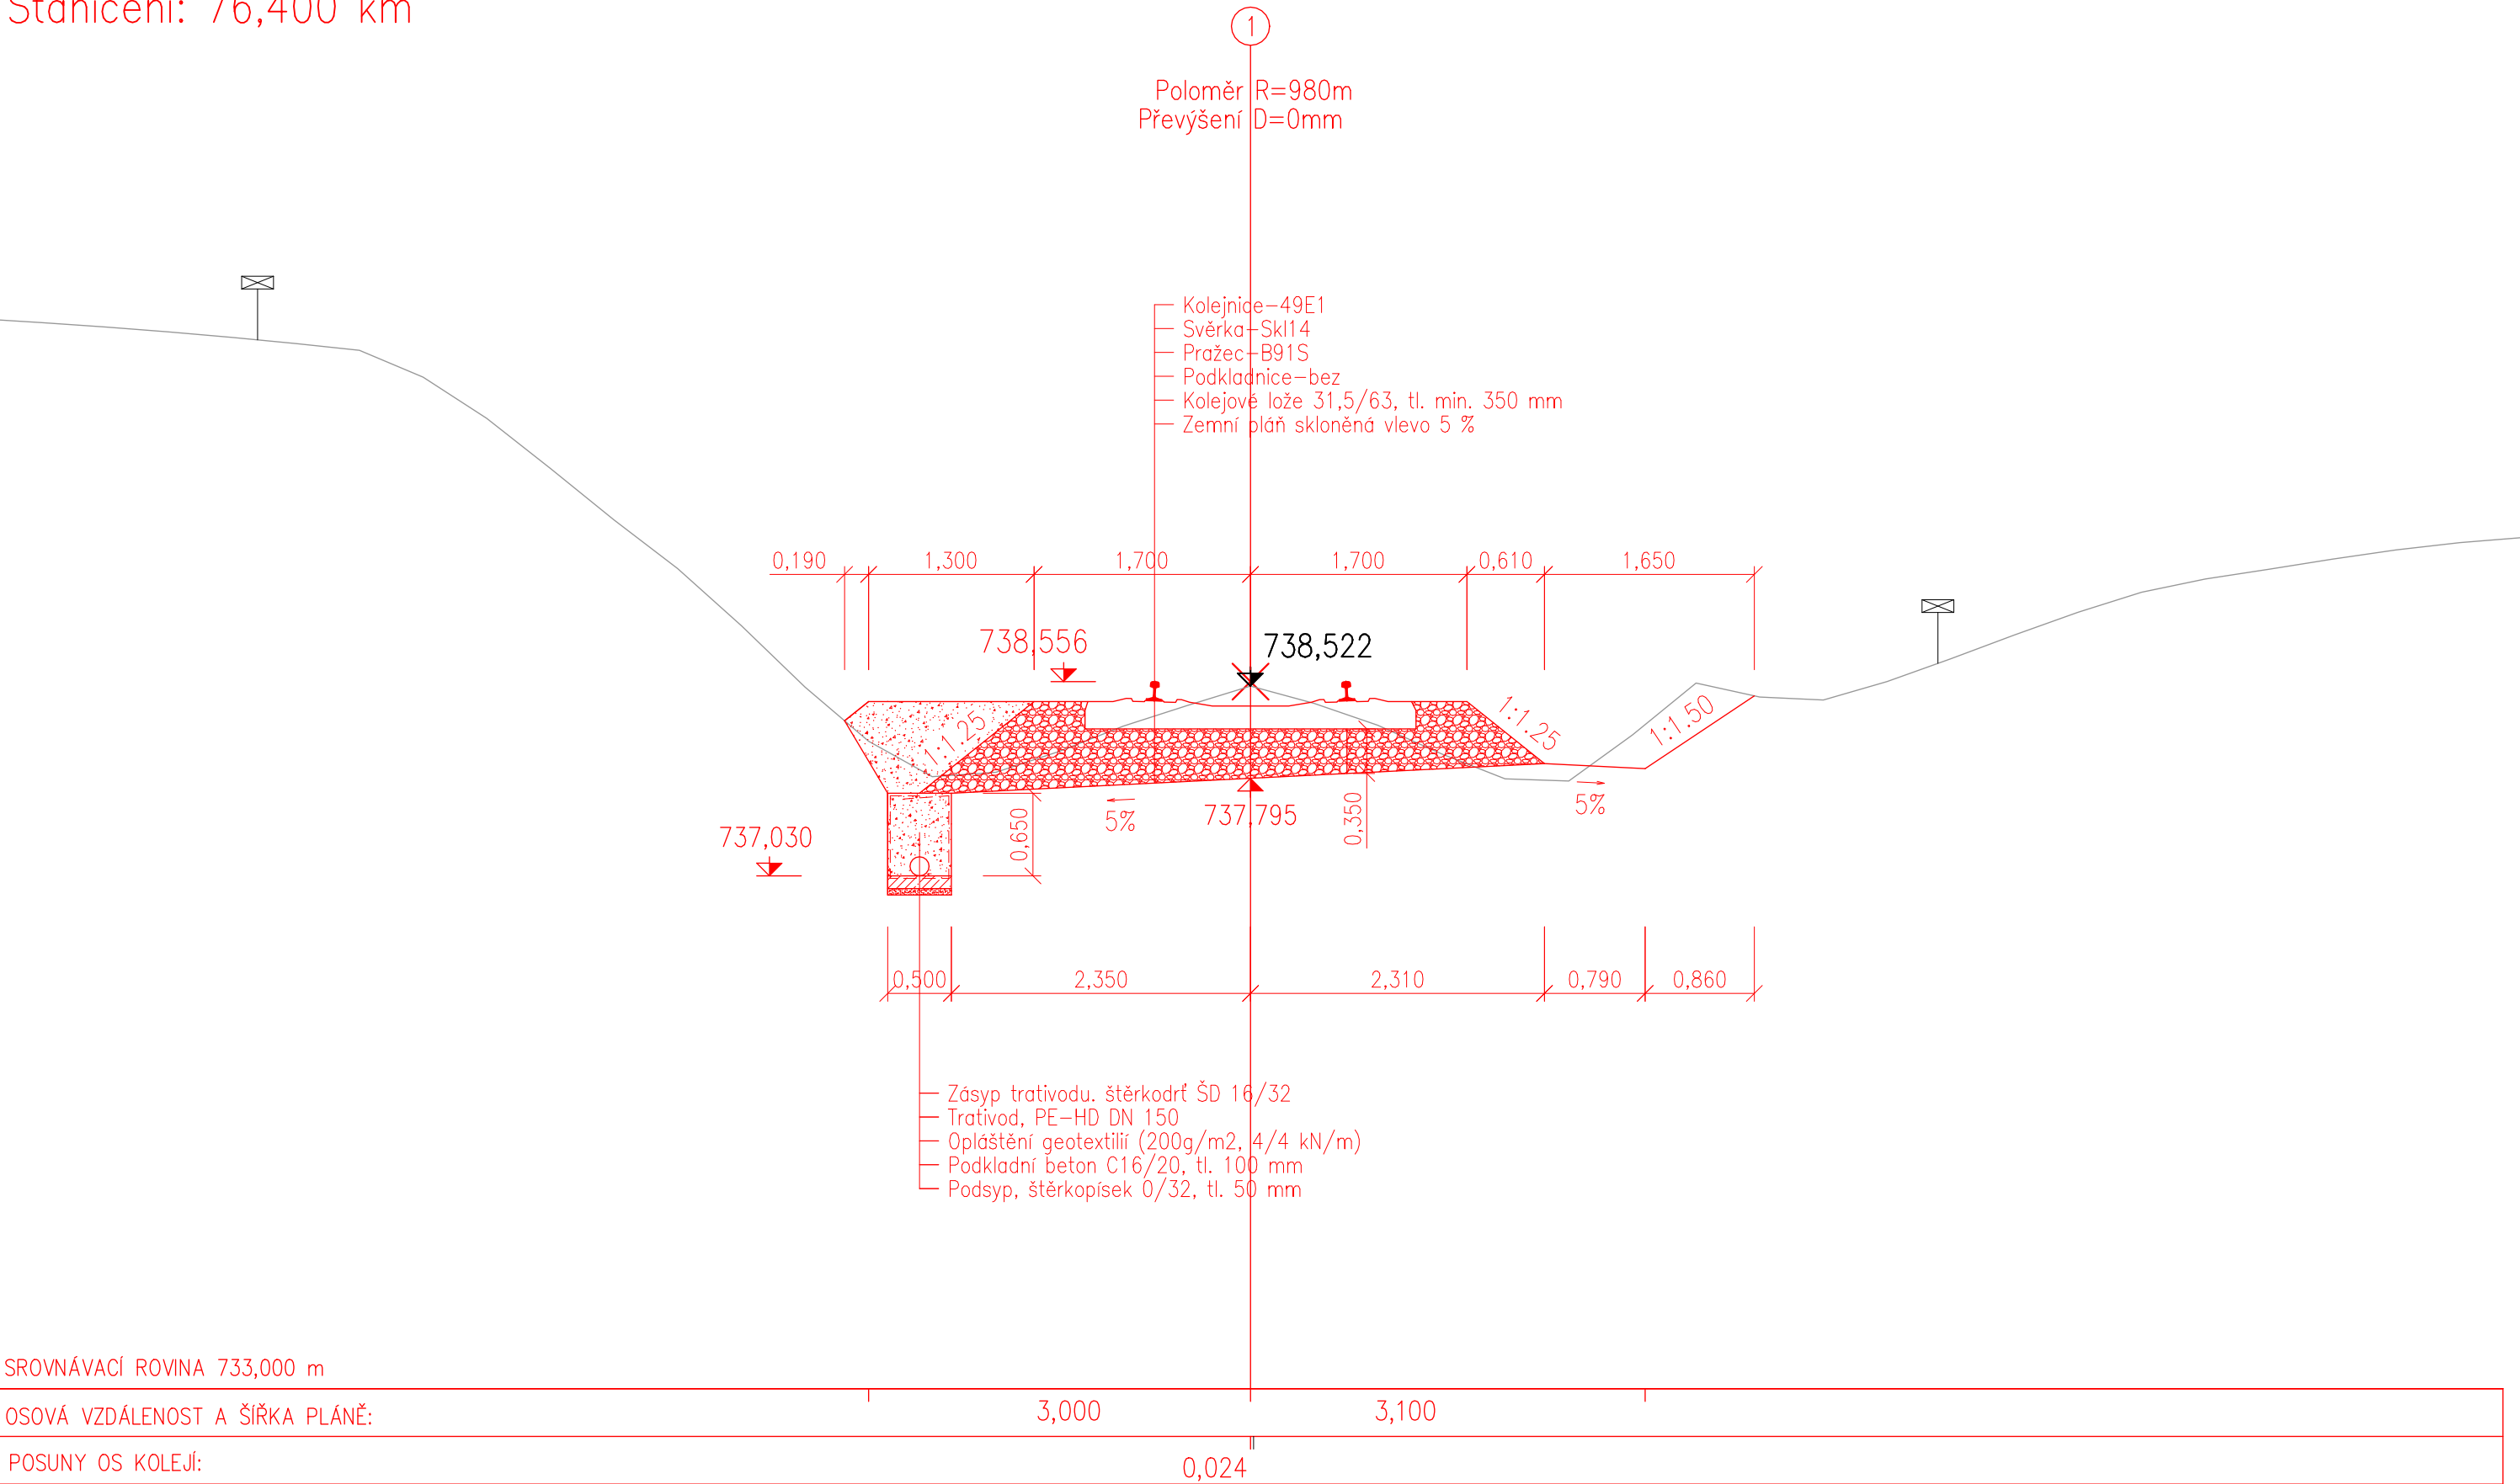 Staničení: 76,400 km
1
Poloměr R=980m
Převýšení D=0mm
Kolejnice-49E1
Svěrka-Skl14
Pražec-B91S
Podkladnice-bez
Kolejové lože 31,5/63, tl. min. 350 mm
Zemní pláň skloněná vlevo 5 %
0,190 1,300 1,700 1,700 0,610 1,650
738,556
738,522
1:1.25
1:1.25
1:1.50
5%
737,795
0,350
5%
0,650
737,030
0,500 2,350 2,310 0,790 0,860
Zásyp trativodu. štěrkodrť ŠD 16/32
Trativod, PE-HD DN 150
Opláštění geotextilií (200g/m2, 4/4 kN/m)
Podkladní beton C16/20, tl. 100 mm
Podsyp, štěrkopísek 0/32, tl. 50 mm
SROVNÁVACÍ ROVINA 733,000 m
OSOVÁ VZDÁLENOST A ŠÍŘKA PLÁNĚ: 3,000 3,100
POSUNY OS KOLEJÍ: 0,024